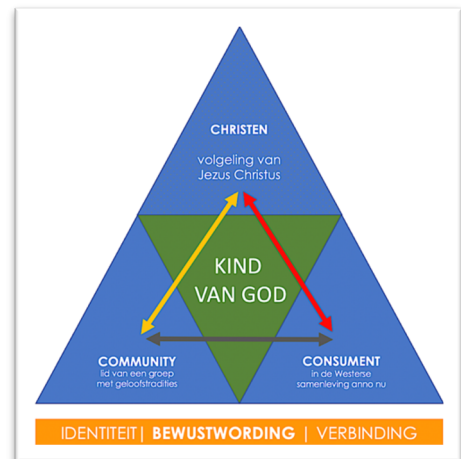 CHRISTEN
volgeling van
Jezus Christus
KIND
VAN GOD
COMMUNITY
lid van een groep
met geloofstradities
CONSUMENT
in de Westerse
samenleving anno nu
IDENTITEIT| BEWUSTWORDING | VERBINDING